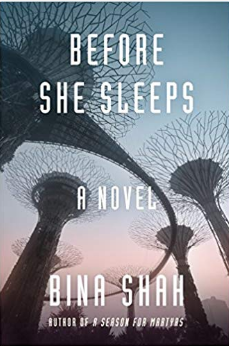 BEFORE
SHE SLEEPS
A NOVEL
BINA SHAH
AUTHOR OF A SEASON FOR MARTYRS